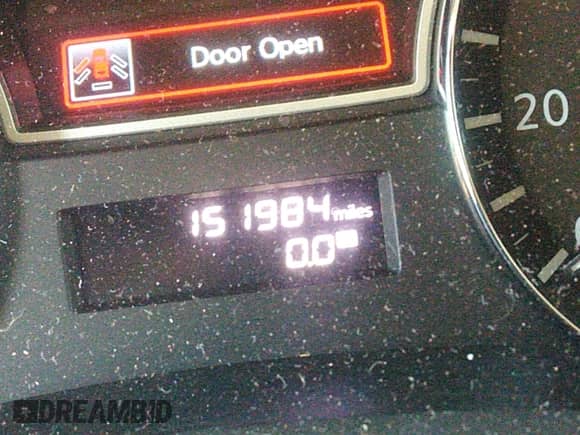 Door Open
20
151984 miles
0.0
DREAMBID